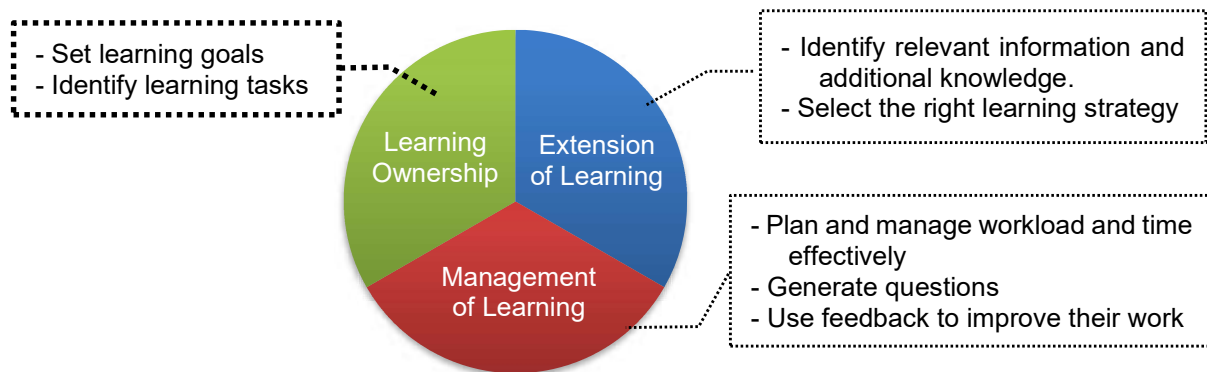 - Set learning goals
- Identify learning tasks
Learning
Ownership
Extension
of Learning
Management
of Learning
- Identify relevant information and
additional knowledge.
- Select the right learning strategy
- Plan and manage workload and time
effectively
- Generate questions
- Use feedback to improve their work